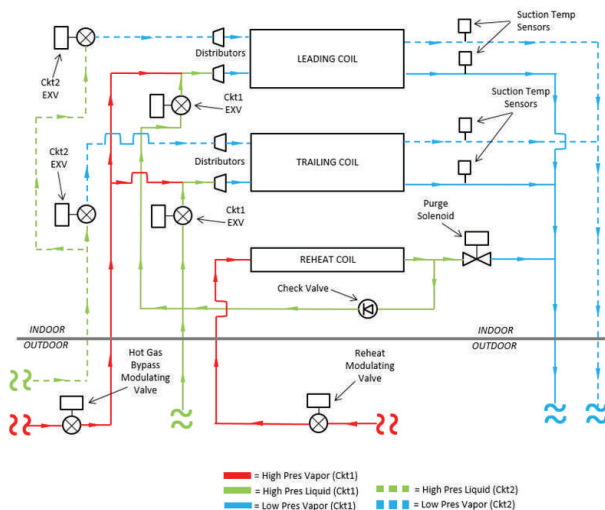 Ckt2
EXV
Distributors
LEADING COIL
Suction Temp
Sensors
Ckt1
EXV
Ckt2
EXV
Distributors
TRAILING COIL
Suction Temp
Sensors
Ckt1
EXV
Purge
Solenoid
REHEAT COIL
Check Valve
INDOOR
OUTDOOR
INDOOR
OUTDOOR
Hot Gas
Bypass
Modulating
Valve
Reheat
Modulating
Valve
= High Pres Vapor (Ckt1)
= High Pres Liquid (Ckt1)
= High Pres Liquid (Ckt2)
= Low Pres Vapor (Ckt1)
= Low Pres Vapor (Ckt2)